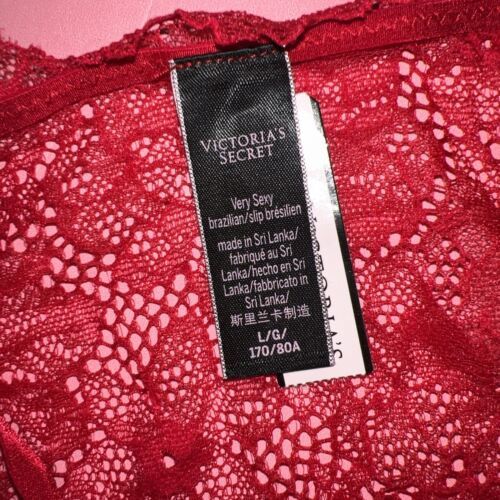 VICTORIA'S
SECRET
Very Sexy
brazilian/slip brésilien
made in Sri Lanka/
fabriqué au Sri
Lanka/hecho en Sri
Lanka/fabbricato in
Sri Lanka/
斯里兰卡制造
L/G/
170/80A